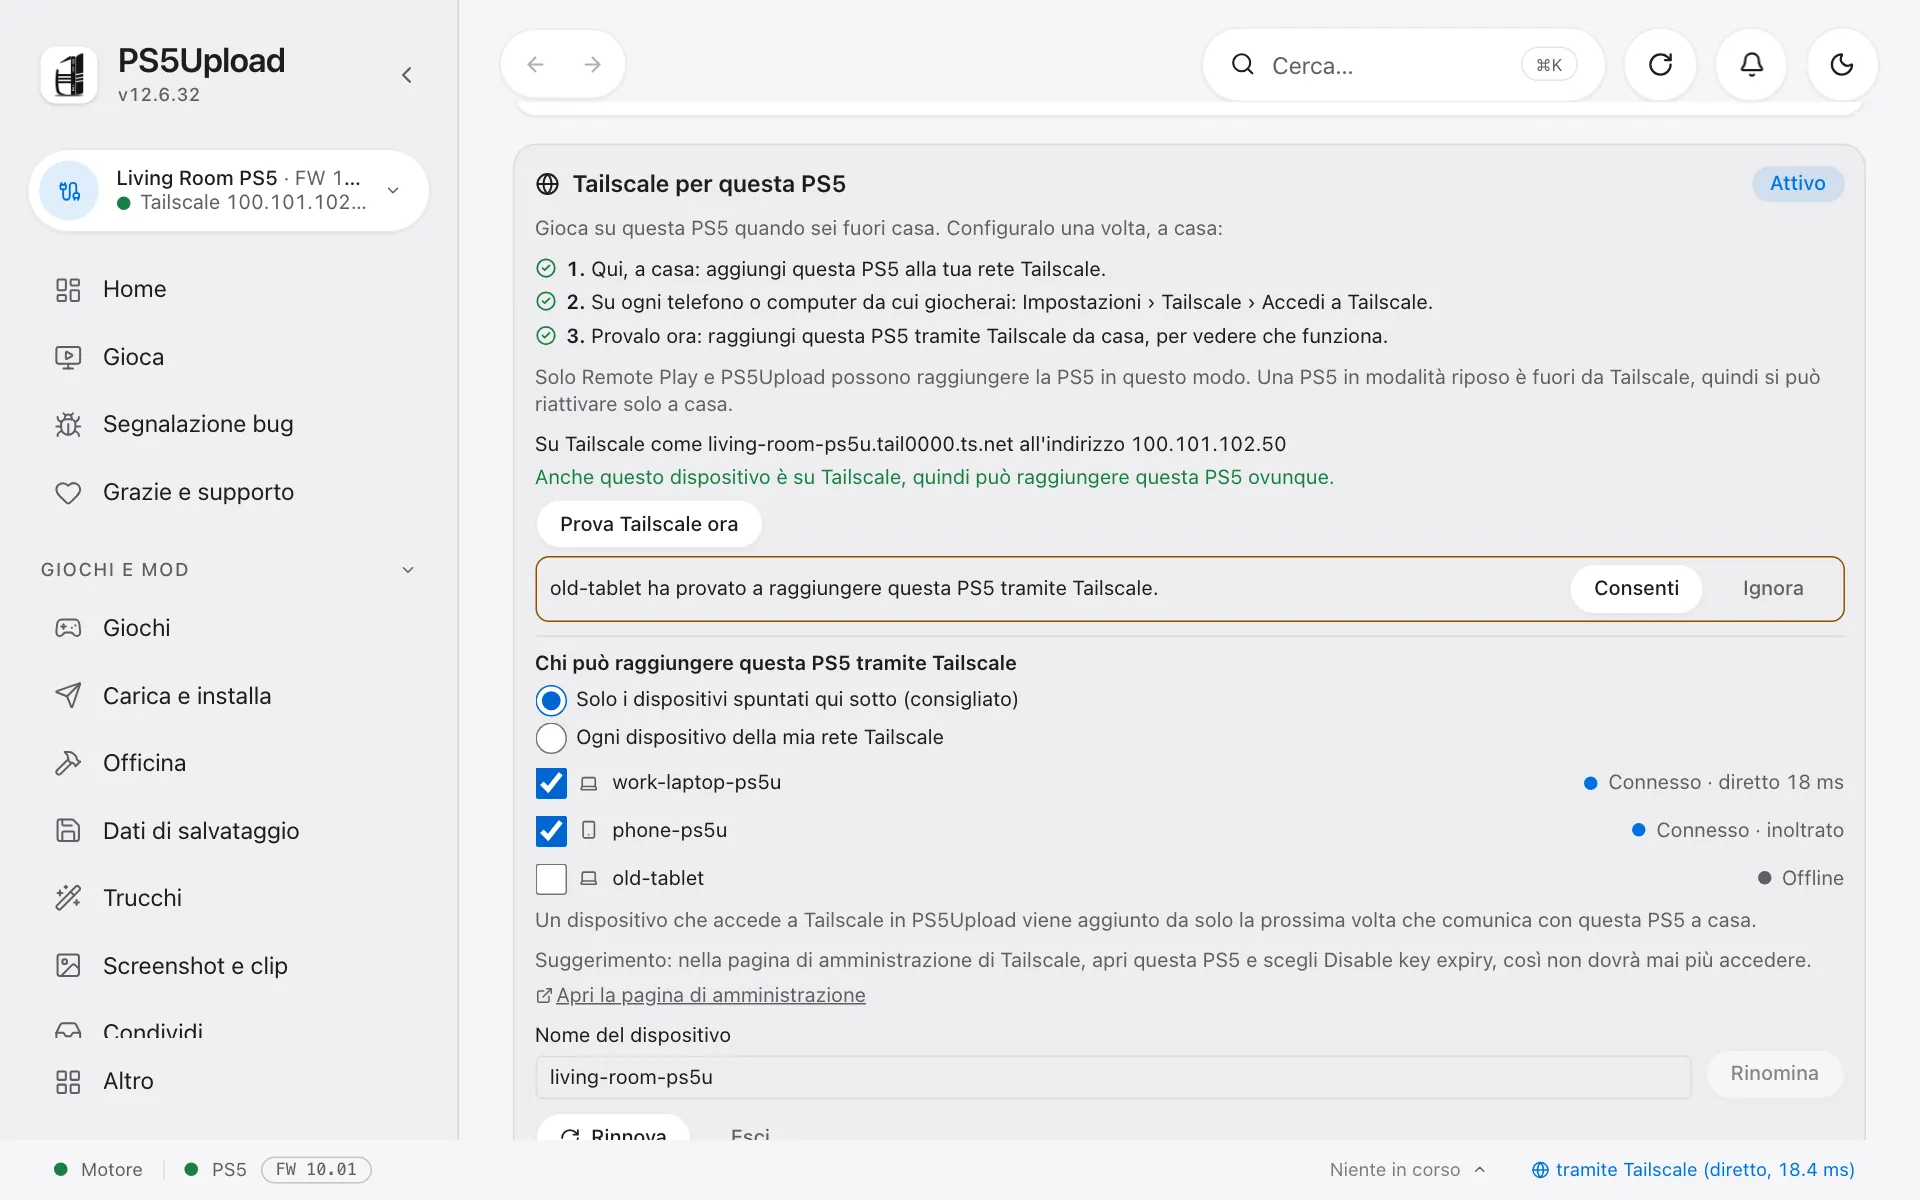 PS5Upload
v12.6.32
Living Room PS5 · FW 1...
Tailscale 100.101.102...
Home
Gioca
Segnalazione bug
Grazie e supporto
GIOCHI E MOD
Giochi
Carica e installa
Officina
Dati di salvataggio
Trucchi
Screenshot e clip
Condividi
Altro
Cerca...
⌘K
Tailscale per questa PS5
Attivo
Gioca su questa PS5 quando sei fuori casa. Configuralo una volta, a casa:
1. Qui, a casa: aggiungi questa PS5 alla tua rete Tailscale.
2. Su ogni telefono o computer da cui giocherai: Impostazioni › Tailscale › Accedi a Tailscale.
3. Provalo ora: raggiungi questa PS5 tramite Tailscale da casa, per vedere che funziona.
Solo Remote Play e PS5Upload possono raggiungere la PS5 in questo modo. Una PS5 in modalità riposo è fuori da Tailscale, quindi si può
riattivare solo a casa.
Su Tailscale come living-room-ps5u.tail0000.ts.net all'indirizzo 100.101.102.50
Anche questo dispositivo è su Tailscale, quindi può raggiungere questa PS5 ovunque.
Prova Tailscale ora
old-tablet ha provato a raggiungere questa PS5 tramite Tailscale.
Consenti
Ignora
Chi può raggiungere questa PS5 tramite Tailscale
Solo i dispositivi spuntati qui sotto (consigliato)
Ogni dispositivo della mia rete Tailscale
work-laptop-ps5u
Connesso · diretto 18 ms
phone-ps5u
Connesso · inoltrato
old-tablet
Offline
Un dispositivo che accede a Tailscale in PS5Upload viene aggiunto da solo la prossima volta che comunica con questa PS5 a casa.
Suggerimento: nella pagina di amministrazione di Tailscale, apri questa PS5 e scegli Disable key expiry, così non dovrà mai più accedere.
Apri la pagina di amministrazione
Nome del dispositivo
living-room-ps5u
Rinomina
Rinnova
Esci
Motore
PS5
FW 10.01
Niente in corso
tramite Tailscale (diretto, 18.4 ms)